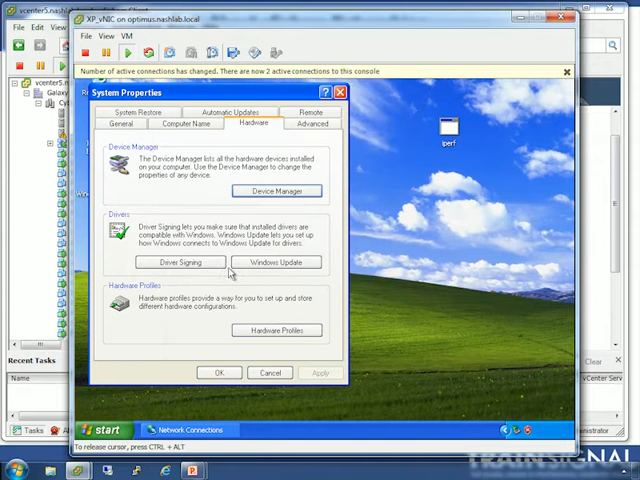 vcenter5.nashlab
XP_vNIC on optimus.nashlab.local
File Edit
File View VM
Number of active connections has changed. There are now 2 active connections to this console
vcenter5.na
Galaxy
System Properties
System Restore
Automatic Updates
Remote
General
Computer Name
Hardware
Advanced
Device Manager
The Device Manager lists all the hardware devices installed
on your computer. Use the Device Manager to change the
properties of any device.
Device Manager
iperf
Drivers
Driver Signing lets you make sure that installed drivers are
compatible with Windows. Windows Update lets you set up
how Windows connects to Windows Update for drivers.
Driver Signing
Windows Update
Hardware Profiles
Hardware profiles provide a way for you to set up and store
different hardware configurations.
Hardware Profiles
OK
Cancel
Apply
Recent Tasks
Clear
Name
vCenter Serv
start
Network Connections
Tasks
To release cursor, press CTRL + ALT
TRAINSIGNAL